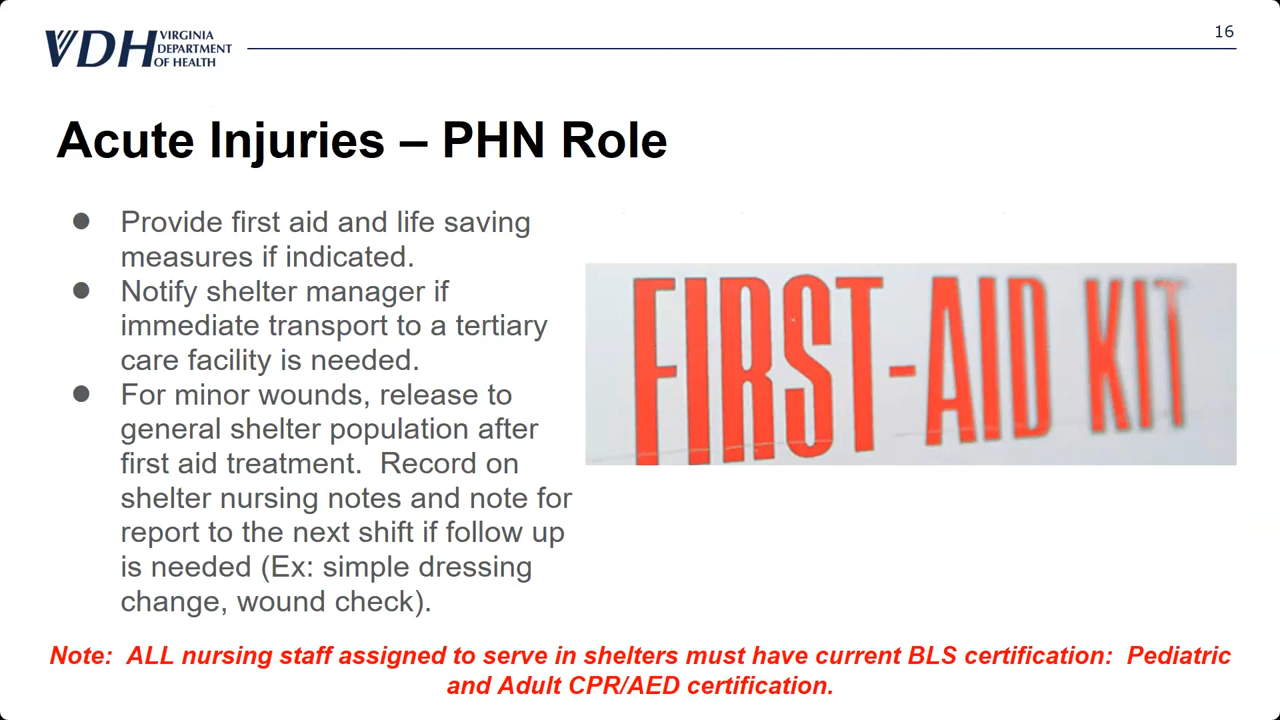 VDH VIRGINIA
DEPARTMENT
OF HEALTH
16
Acute Injuries – PHN Role
● Provide first aid and life saving
measures if indicated.
● Notify shelter manager if
immediate transport to a tertiary
care facility is needed.
● For minor wounds, release to
general shelter population after
first aid treatment.  Record on
shelter nursing notes and note for
report to the next shift if follow up
is needed (Ex: simple dressing
change, wound check).
FIRST-AID KIT
Note:  ALL nursing staff assigned to serve in shelters must have current BLS certification:  Pediatric
and Adult CPR/AED certification.